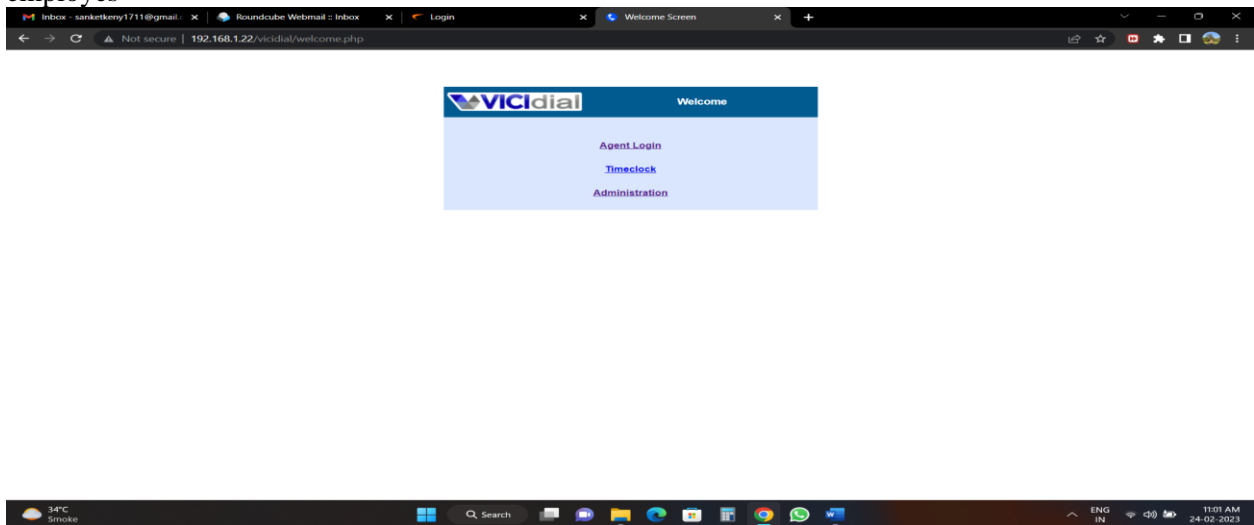 employes
Inbox - sanketkeny1711@gmail.c
Roundcube Webmail :: Inbox
Login
Welcome Screen
Not secure | 192.168.1.22/vicidial/welcome.php
VICIdial
Welcome
Agent Login
Timeclock
Administration
34°C
Smoke
Search
ENG
IN
11:01 AM
24-02-2023